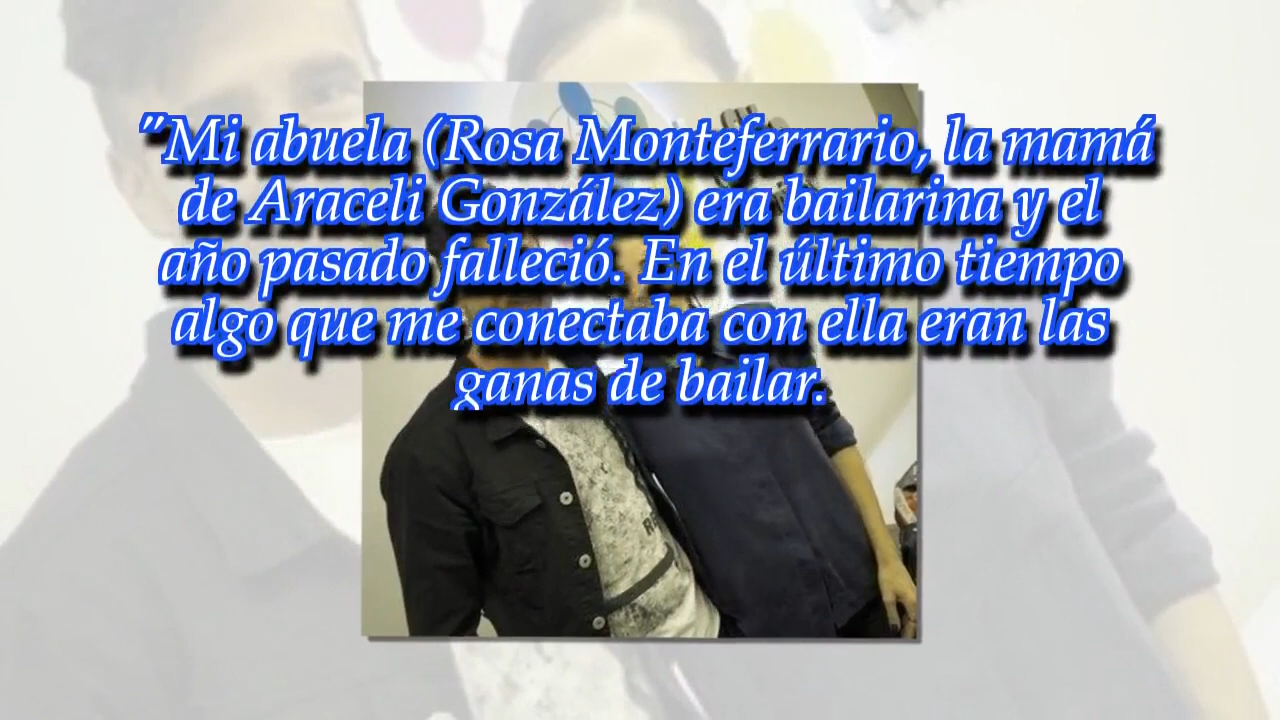 "Mi abuela (Rosa Monteferrario, la mamá
de Araceli González) era bailarina y el
año pasado falleció. En el último tiempo
algo que me conectaba con ella eran las
ganas de bailar.